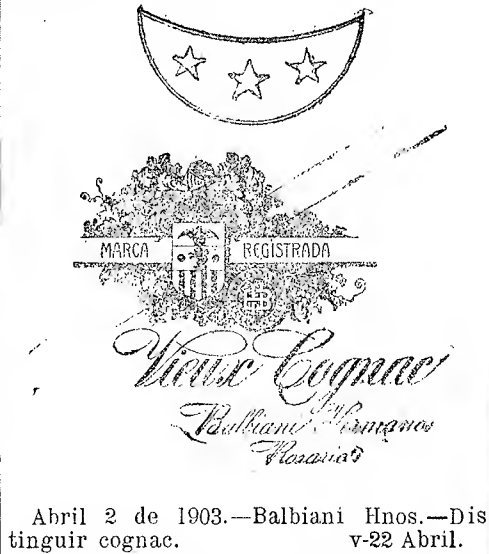 MARCA REGISTRADA
Vieux Cognac
Balbiani Hermanos
Rosario
Abril 2 de 1903.—Balbiani Hnos.—Dis
tinguir cognac. v-22 Abril.